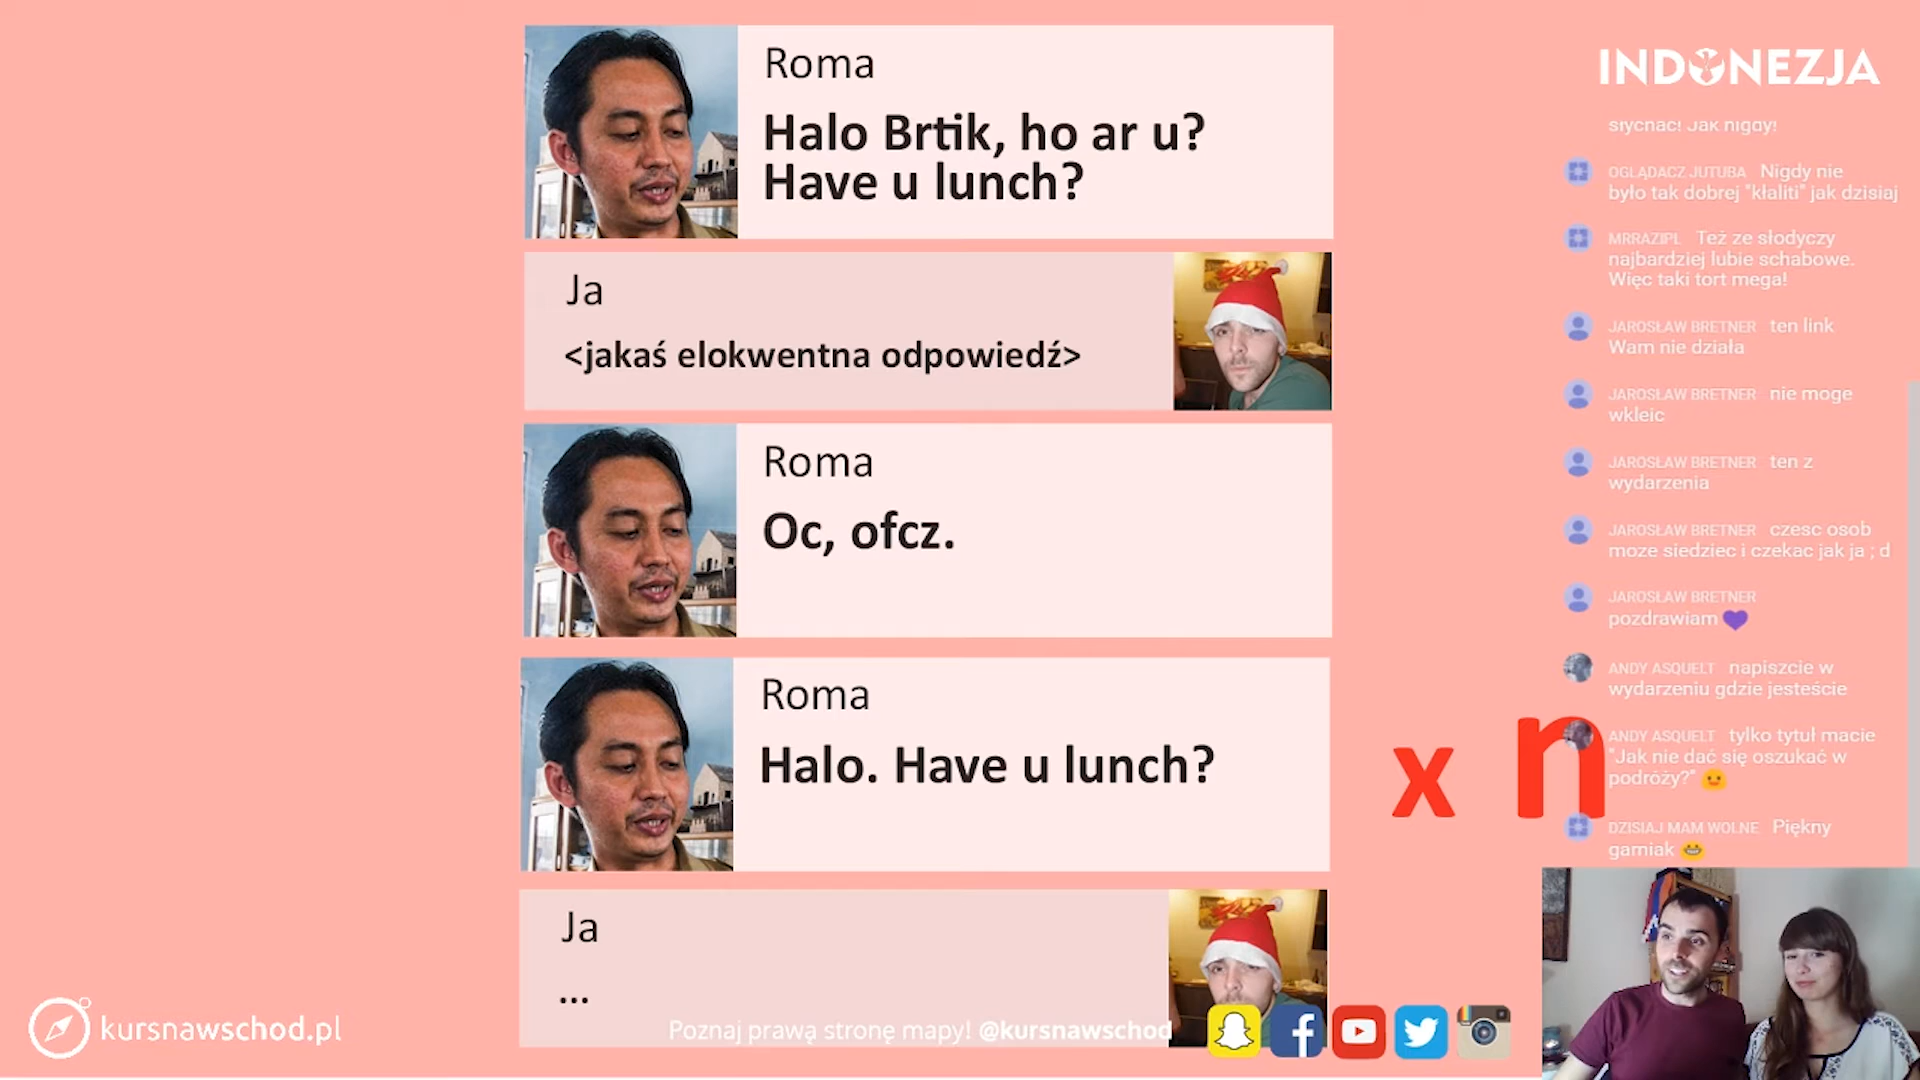 Roma
Halo Brtik, ho ar u?
Have u lunch?
Ja
<jakaś elokwentna odpowiedź>
Roma
Oc, ofcz.
Roma
Halo. Have u lunch?
x n
Ja
...
INDONEZJA
słychać! Jak nigdy!
OGLĄDACZ JUTUBA Nigdy nie
było tak dobrej "kłaliti" jak dzisiaj
MRRAZIPL Też ze słodyczy
najbardziej lubie schabowe.
Więc taki tort mega!
JAROSŁAW BRETNER ten link
Wam nie działa
JAROSŁAW BRETNER nie moge
wkleic
JAROSŁAW BRETNER ten z
wydarzenia
JAROSŁAW BRETNER czesc osob
moze siedziec i czekac jak ja ; d
JAROSŁAW BRETNER
pozdrawiam 💜
ANDY ASQUELT napiszcie w
wydarzeniu gdzie jesteście
ANDY ASQUELT tylko tytuł macie
"Jak nie dać się oszukać w
podróży?"
DZISIAJ MAM WOLNE Piękny
garniak
kursnawschod.pl
Poznaj prawą stronę mapy! @kursnawschod